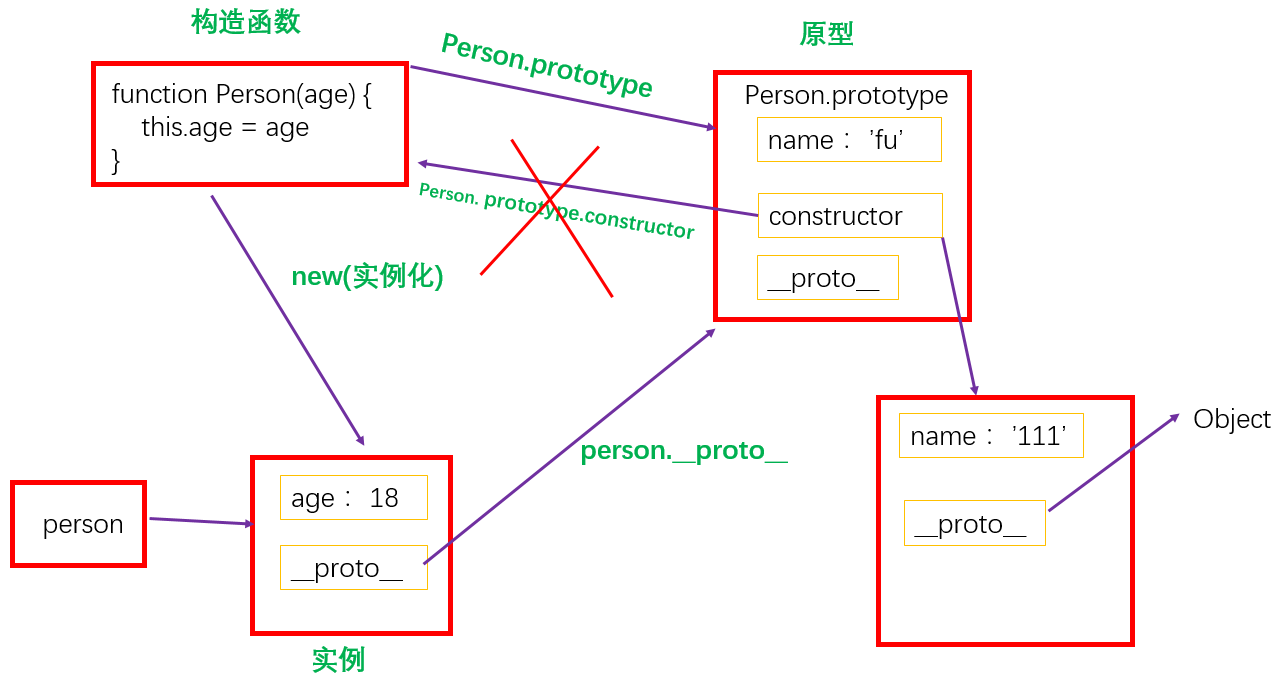 构造函数
原型
Person.prototype
function Person(age) {
this.age = age
}
Person.prototype
name： ’fu’
constructor
__proto__
Person. prototype.constructor
new(实例化)
name： ’111’
__proto__
Object
person.__proto__
person
age： 18
__proto__
实例